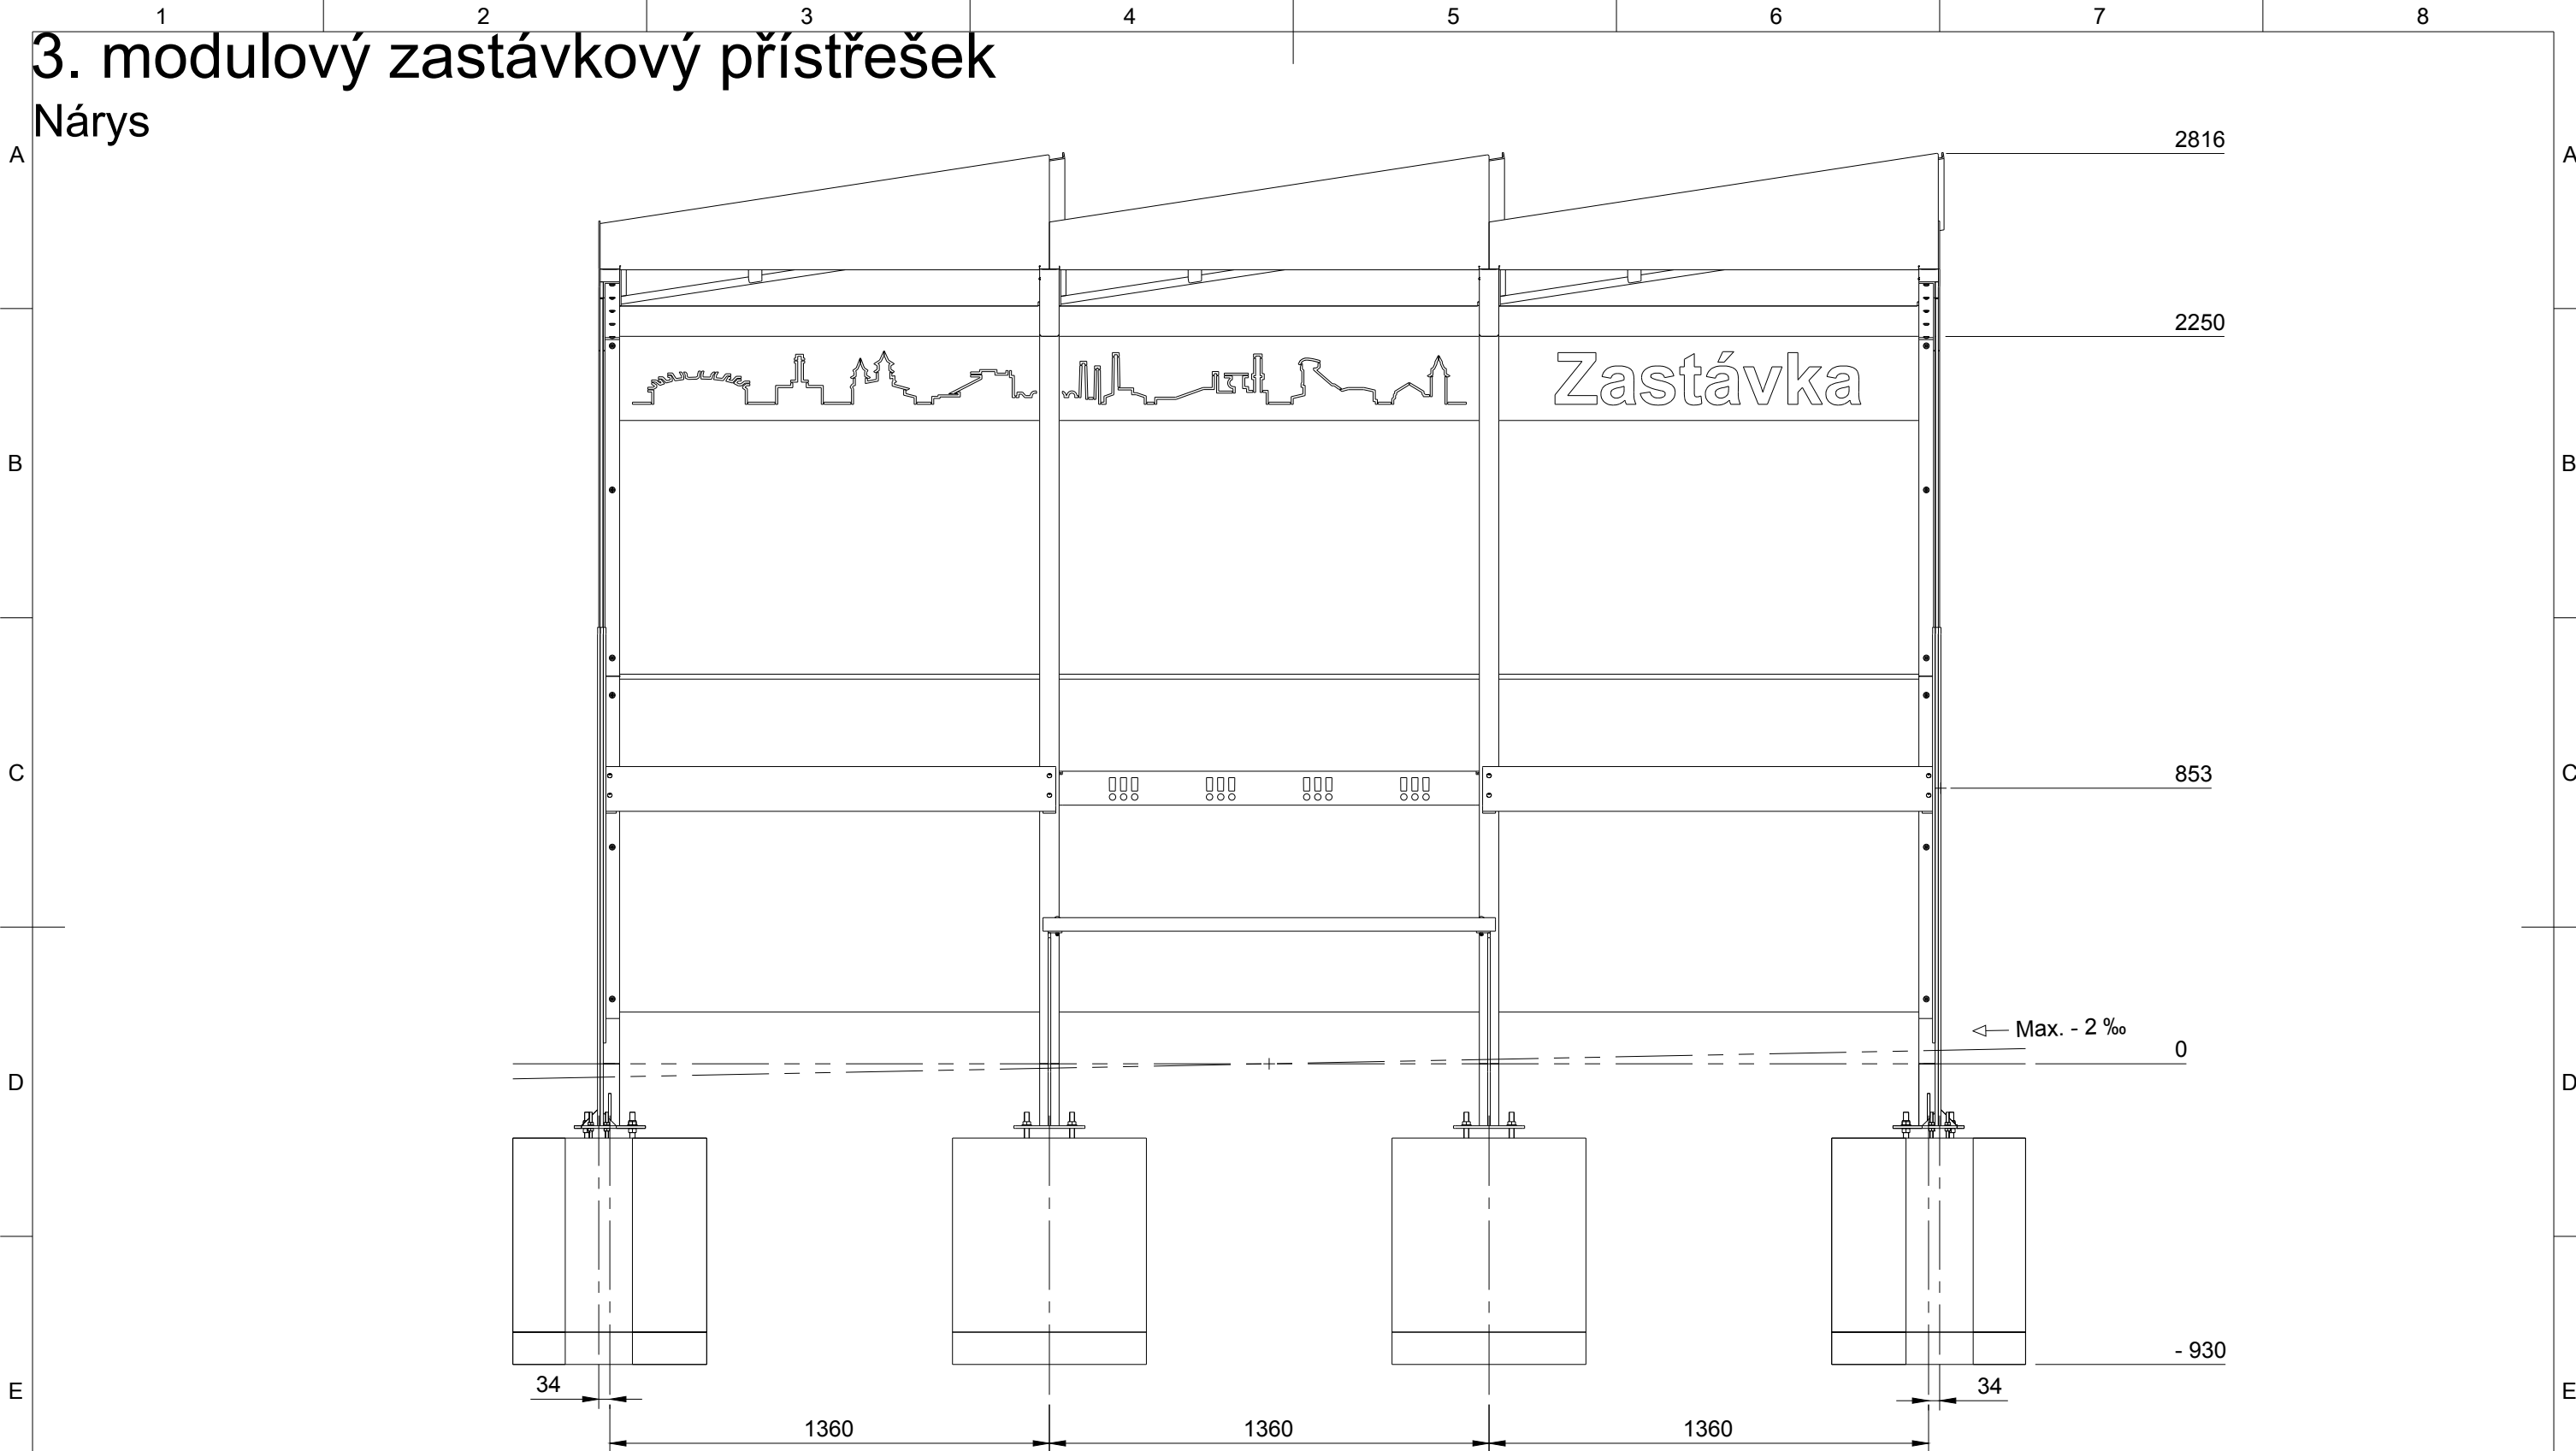 1 2 3 4 5 6 7 8
3. modulový zastávkový přístřešek
Nárys
A A
2816
2250
Zastávka
B B
C C
853
Max. - 2 ‰
0
D D
- 930
E E
34 34
1360 1360 1360